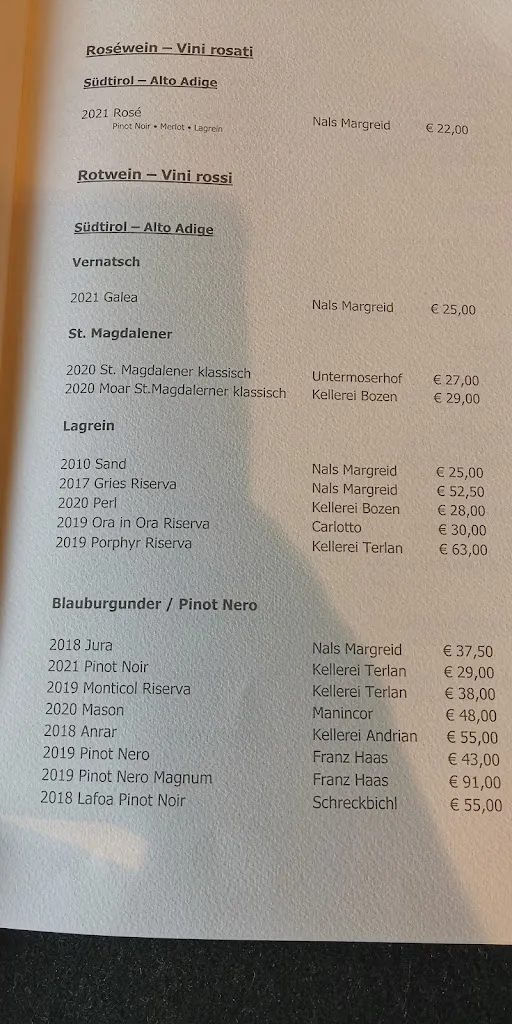 Roséwein – Vini rosati
Südtirol – Alto Adige
2021 Rosé Nals Margreid € 22,00
Pinot Noir • Merlot • Lagrein
Rotwein – Vini rossi
Südtirol – Alto Adige
Vernatsch
2021 Galea Nals Margreid € 25,00
St. Magdalener
2020 St. Magdalener klassisch Untermoserhof € 27,00
2020 Moar St.Magdalerner klassisch Kellerei Bozen € 29,00
Lagrein
2010 Sand Nals Margreid € 25,00
2017 Gries Riserva Nals Margreid € 52,50
2020 Perl Kellerei Bozen € 28,00
2019 Ora in Ora Riserva Carlotto € 30,00
2019 Porphyr Riserva Kellerei Terlan € 63,00
Blauburgunder / Pinot Nero
2018 Jura Nals Margreid € 37,50
2021 Pinot Noir Kellerei Terlan € 29,00
2019 Monticol Riserva Kellerei Terlan € 38,00
2020 Mason Manincor € 48,00
2018 Anrar Kellerei Andrian € 55,00
2019 Pinot Nero Franz Haas € 43,00
2019 Pinot Nero Magnum Franz Haas € 91,00
2018 Lafoa Pinot Noir Schreckbichl € 55,00